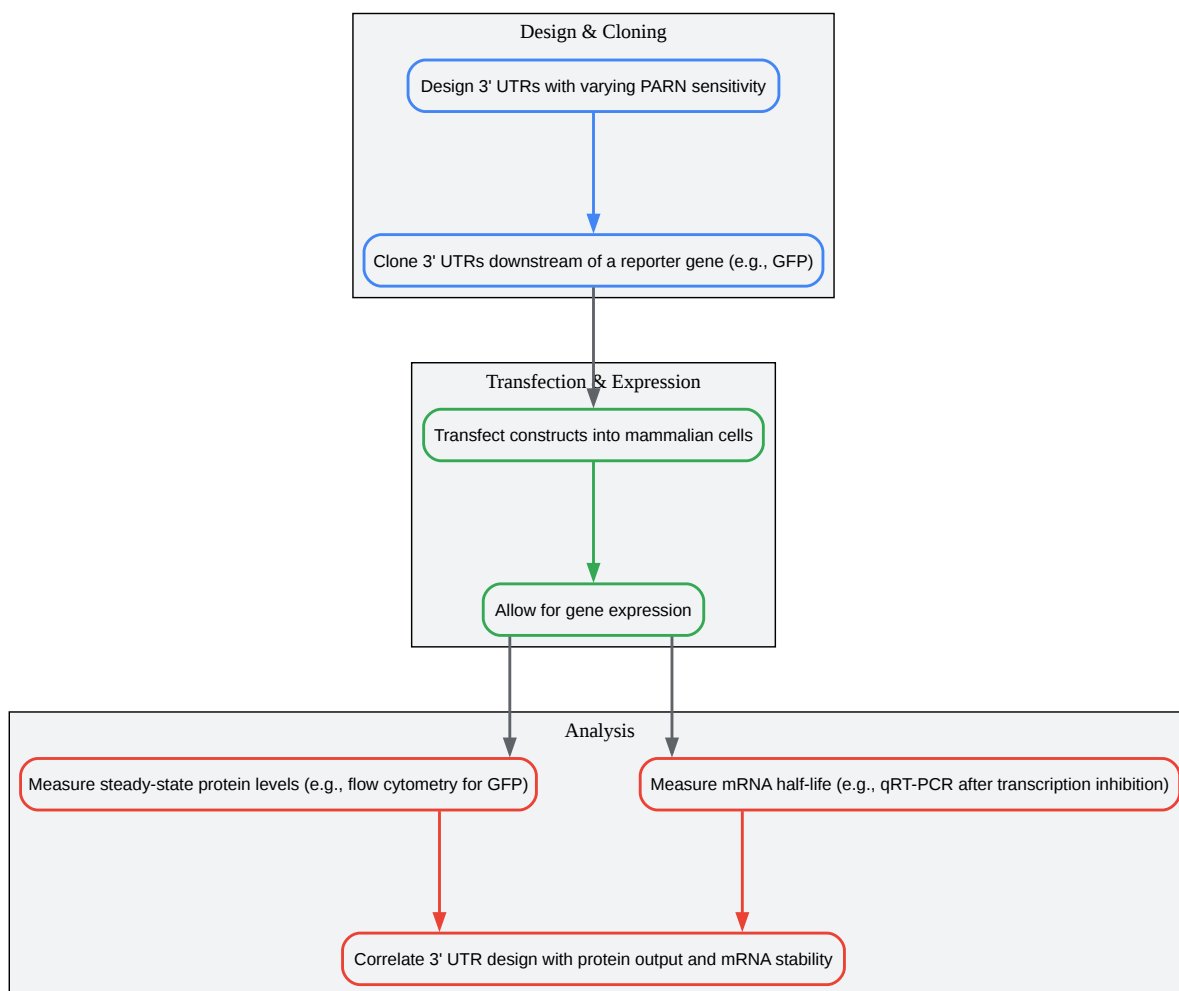 Design & Cloning
Design 3' UTRs with varying PARN sensitivity
Clone 3' UTRs downstream of a reporter gene (e.g., GFP)
Transfection & Expression
Transfect constructs into mammalian cells
Allow for gene expression
Analysis
Measure steady-state protein levels (e.g., flow cytometry for GFP)
Measure mRNA half-life (e.g., qRT-PCR after transcription inhibition)
Correlate 3' UTR design with protein output and mRNA stability